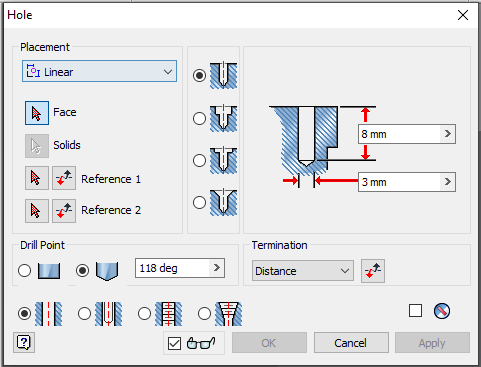 Hole
Placement
Linear
Face
Solids
Reference 1
Reference 2
8 mm
3 mm
Drill Point
118 deg
Termination
Distance
OK
Cancel
Apply